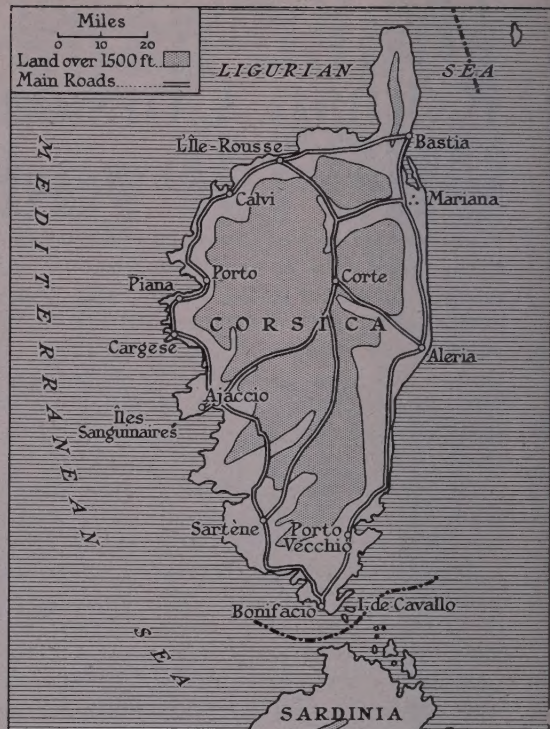 Miles
0 10 20
Land over 1500 ft.
Main Roads
LIGURIAN SEA
MEDITERRANEAN SEA
L'Île-Rousse
Bastia
Calvi
Mariana
Piana
Porto
Corte
CORSICA
Cargese
Aleria
Ajaccio
Îles
Sanguinaires
Sartène
Porto
Vecchio
Bonifacio
I. de Cavallo
SARDINIA